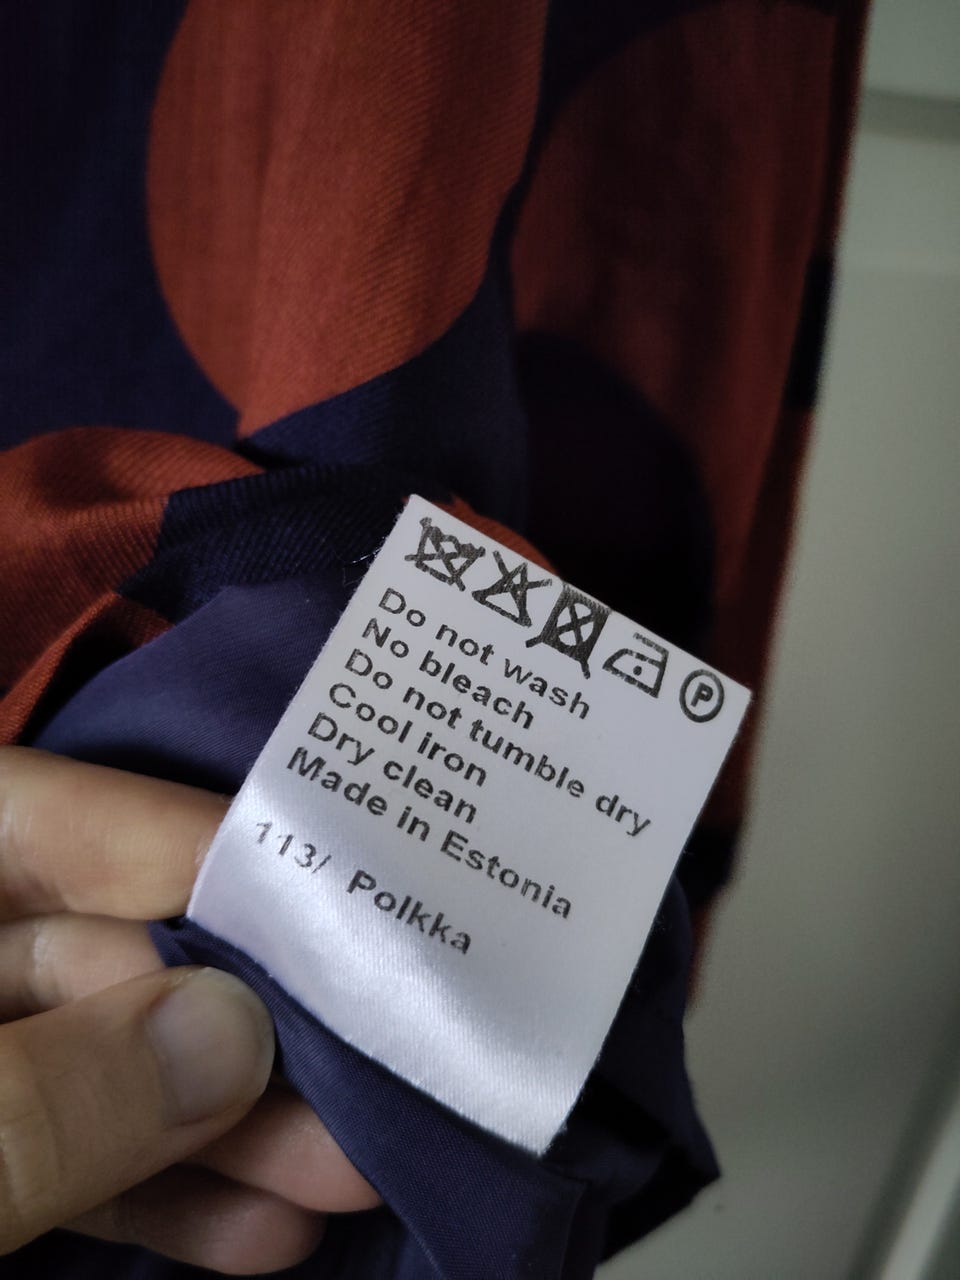 P
Do not wash
No bleach
Do not tumble dry
Cool iron
Dry clean
Made in Estonia
113/ Polkka